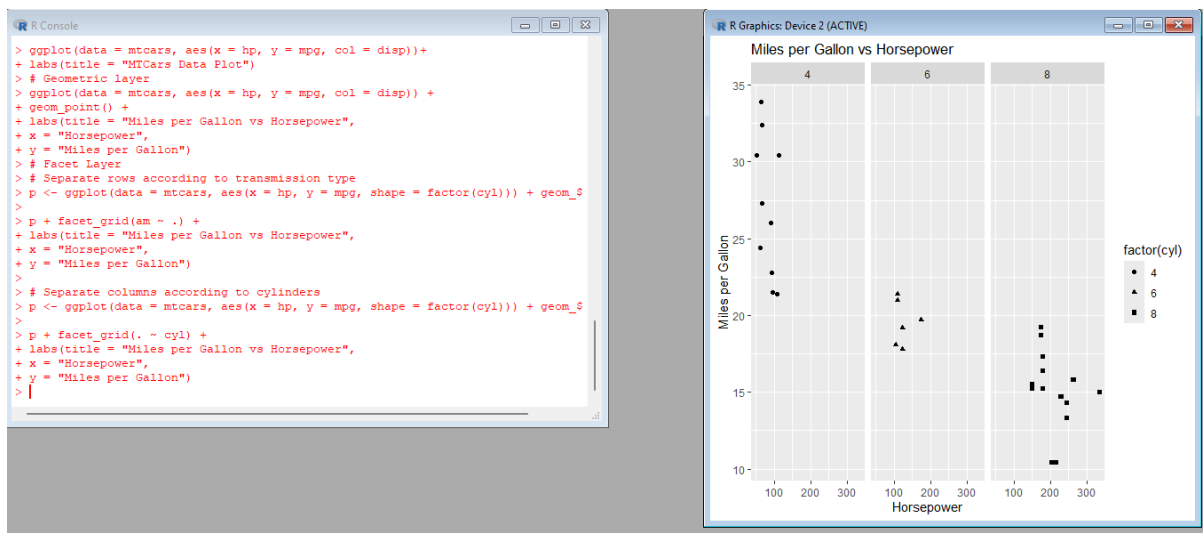 R Console
> ggplot(data = mtcars, aes(x = hp, y = mpg, col = disp))+
+ labs(title = "MTCars Data Plot")
> # Geometric layer
> ggplot(data = mtcars, aes(x = hp, y = mpg, col = disp)) +
+ geom_point() +
+ labs(title = "Miles per Gallon vs Horsepower",
+ x = "Horsepower",
+ y = "Miles per Gallon")
> # Facet Layer
> # Separate rows according to transmission type
> p <- ggplot(data = mtcars, aes(x = hp, y = mpg, shape = factor(cyl))) + geom_$
>
> p + facet_grid(am ~ .) +
+ labs(title = "Miles per Gallon vs Horsepower",
+ x = "Horsepower",
+ y = "Miles per Gallon")
>
> # Separate columns according to cylinders
> p <- ggplot(data = mtcars, aes(x = hp, y = mpg, shape = factor(cyl))) + geom_$
>
> p + facet_grid(. ~ cyl) +
+ labs(title = "Miles per Gallon vs Horsepower",
+ x = "Horsepower",
+ y = "Miles per Gallon")
>
R Graphics: Device 2 (ACTIVE)
Miles per Gallon vs Horsepower
4 6 8
35
30
25
20
15
10
Miles per Gallon
100 200 300 100 200 300 100 200 300
Horsepower
factor(cyl)
4
6
8